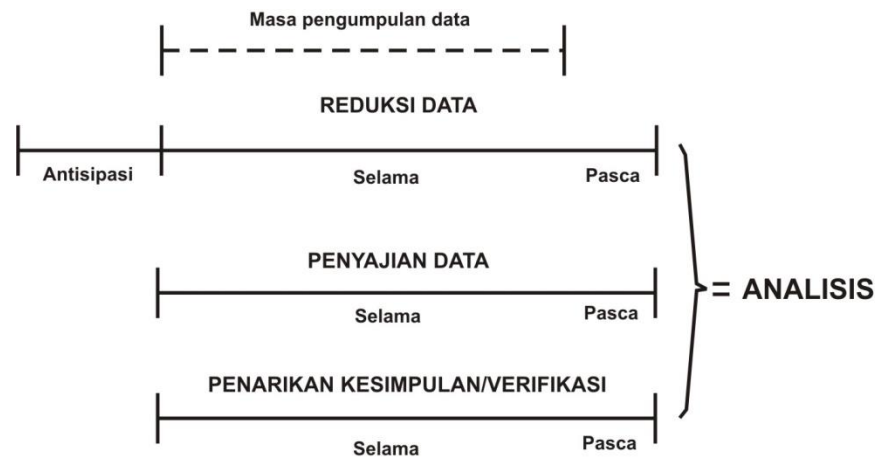 Masa pengumpulan data
REDUKSI DATA
Antisipasi
Selama
Pasca
PENYAJIAN DATA
Selama
Pasca
= ANALISIS
PENARIKAN KESIMPULAN/VERIFIKASI
Selama
Pasca